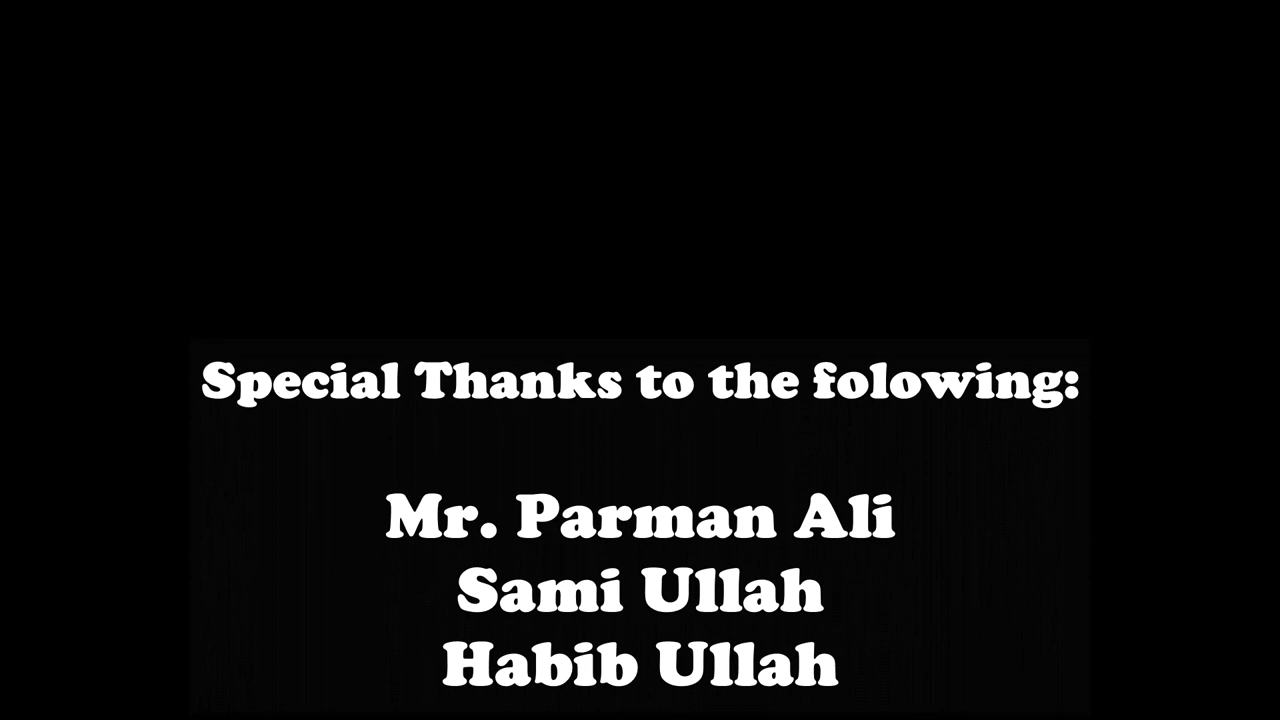 Special Thanks to the folowing:
Mr. Parman Ali
Sami Ullah
Habib Ullah